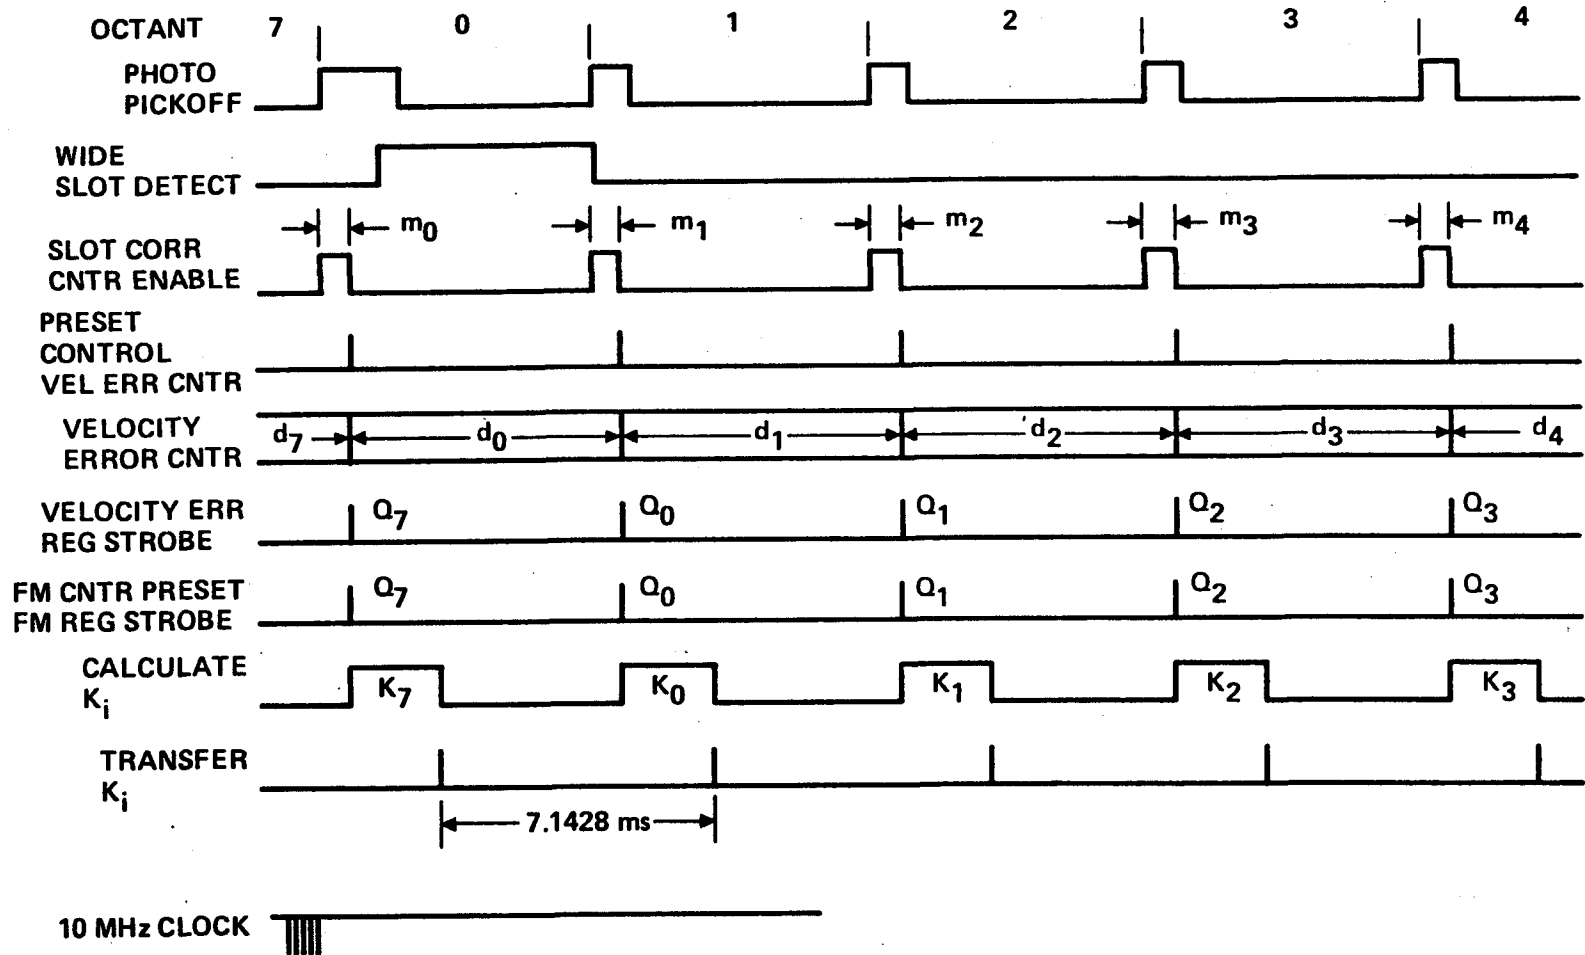 OCTANT 7 0 1 2 3 4
PHOTO
PICKOFF
WIDE
SLOT DETECT
m0 m1 m2 m3 m4
SLOT CORR
CNTR ENABLE
PRESET
CONTROL
VEL ERR CNTR
VELOCITY
ERROR CNTR
d7 d0 d1 d2 d3 d4
VELOCITY ERR
REG STROBE
Q7 Q0 Q1 Q2 Q3
FM CNTR PRESET
FM REG STROBE
Q7 Q0 Q1 Q2 Q3
CALCULATE
Ki
K7 K0 K1 K2 K3
TRANSFER
Ki
7.1428 ms
10 MHz CLOCK